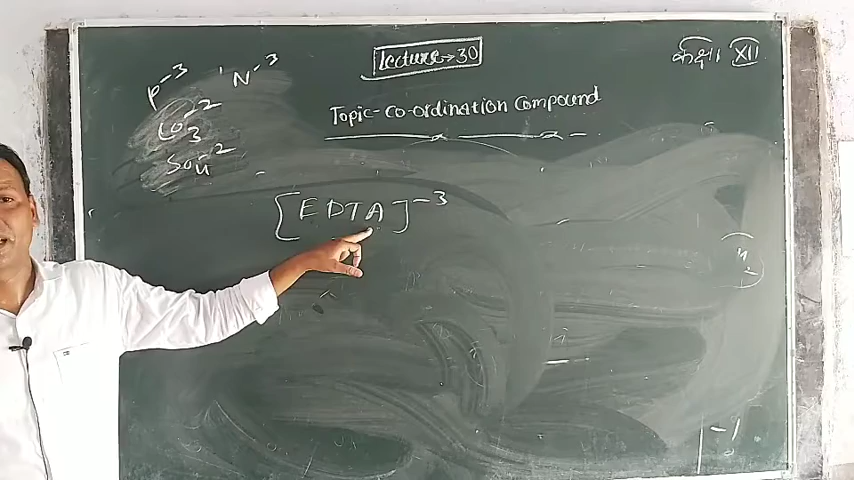 Lecture→30
कक्षा XII
P⁻³ N⁻³
Topic-Co-ordination Compound
CO₃⁻²
SO₄⁻²
[EDTA]⁻³